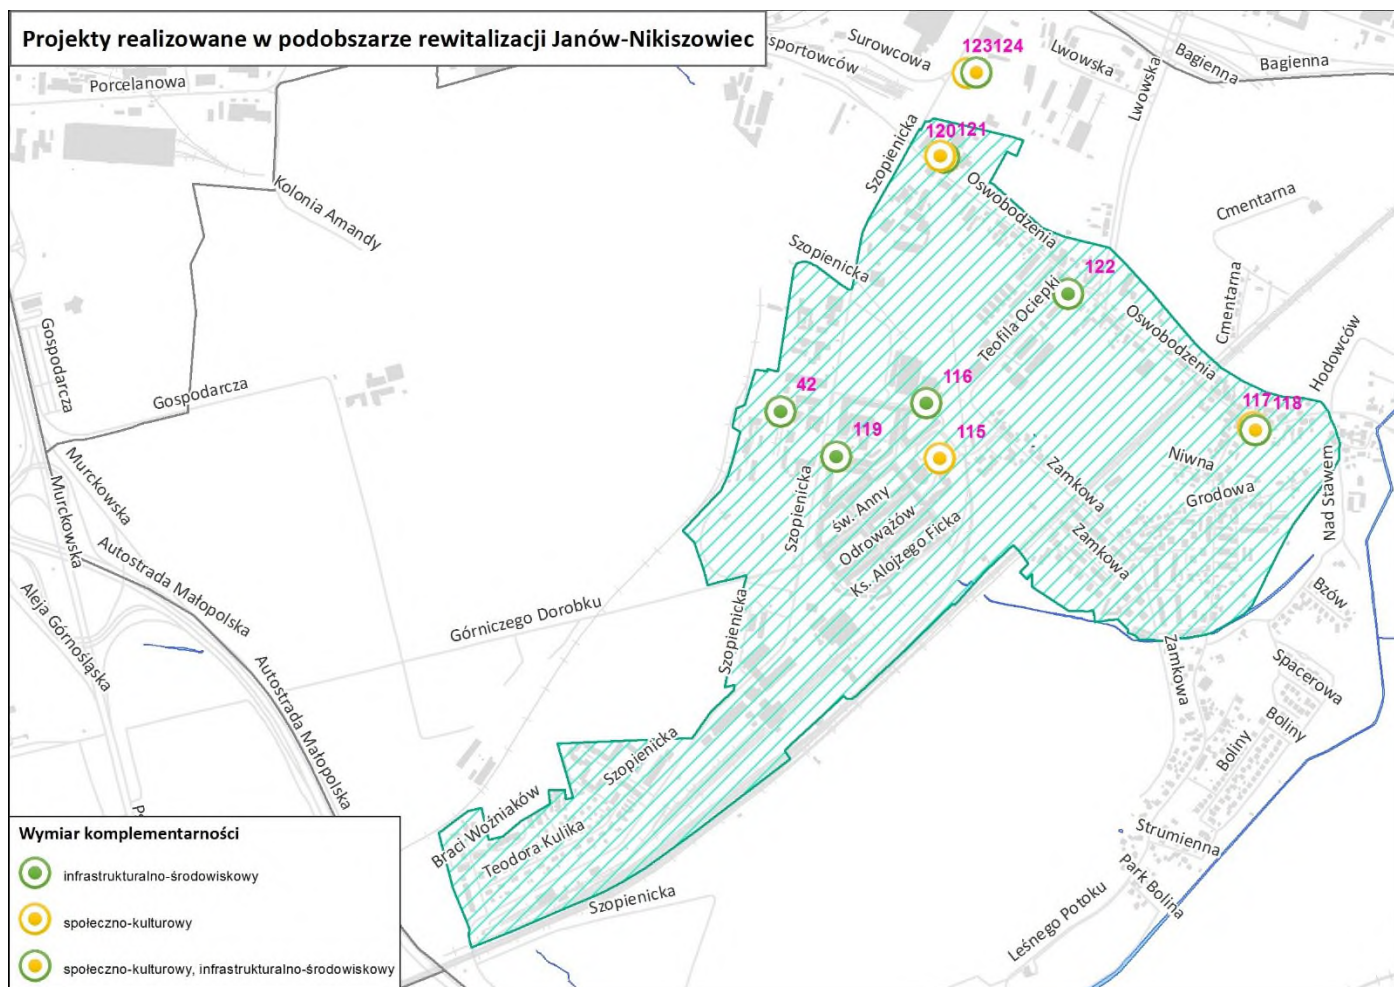 Projekty realizowane w podobszarze rewitalizacji Janów-Nikiszowiec
Porcelanowa
sportowców
Surowcowa
123124
Lwowska
Lwowska
Bagienna
Bagienna
Szopienicka
120121
Kolonia Amandy
Oswobodzenia
Cmentarna
Szopienicka
122
Teofila Ociepki
Cmentarna
Oswobodzenia
Hodowców
Gospodarcza
Gospodarcza
42
116
117 118
119
115
Murckowska
Murckowska
Niwna
Zamkowa
Grodowa
Nad Stawem
Szopienicka
św. Anny
Odrowążów
Ks. Alojzego Ficka
Zamkowa
Autostrada Małopolska
Aleja Górnośląska
Górniczego Dorobku
Szopienicka
Bzów
Zamkowa
Spacerowa
Autostrada Małopolska
Boliny
Boliny
Szopienicka
Braci Woźniaków
Teodora Kulika
Strumienna
Park Bolina
Szopienicka
Leśnego Potoku
Wymiar komplementarności
infrastrukturalno-środowiskowy
społeczno-kulturowy
społeczno-kulturowy, infrastrukturalno-środowiskowy